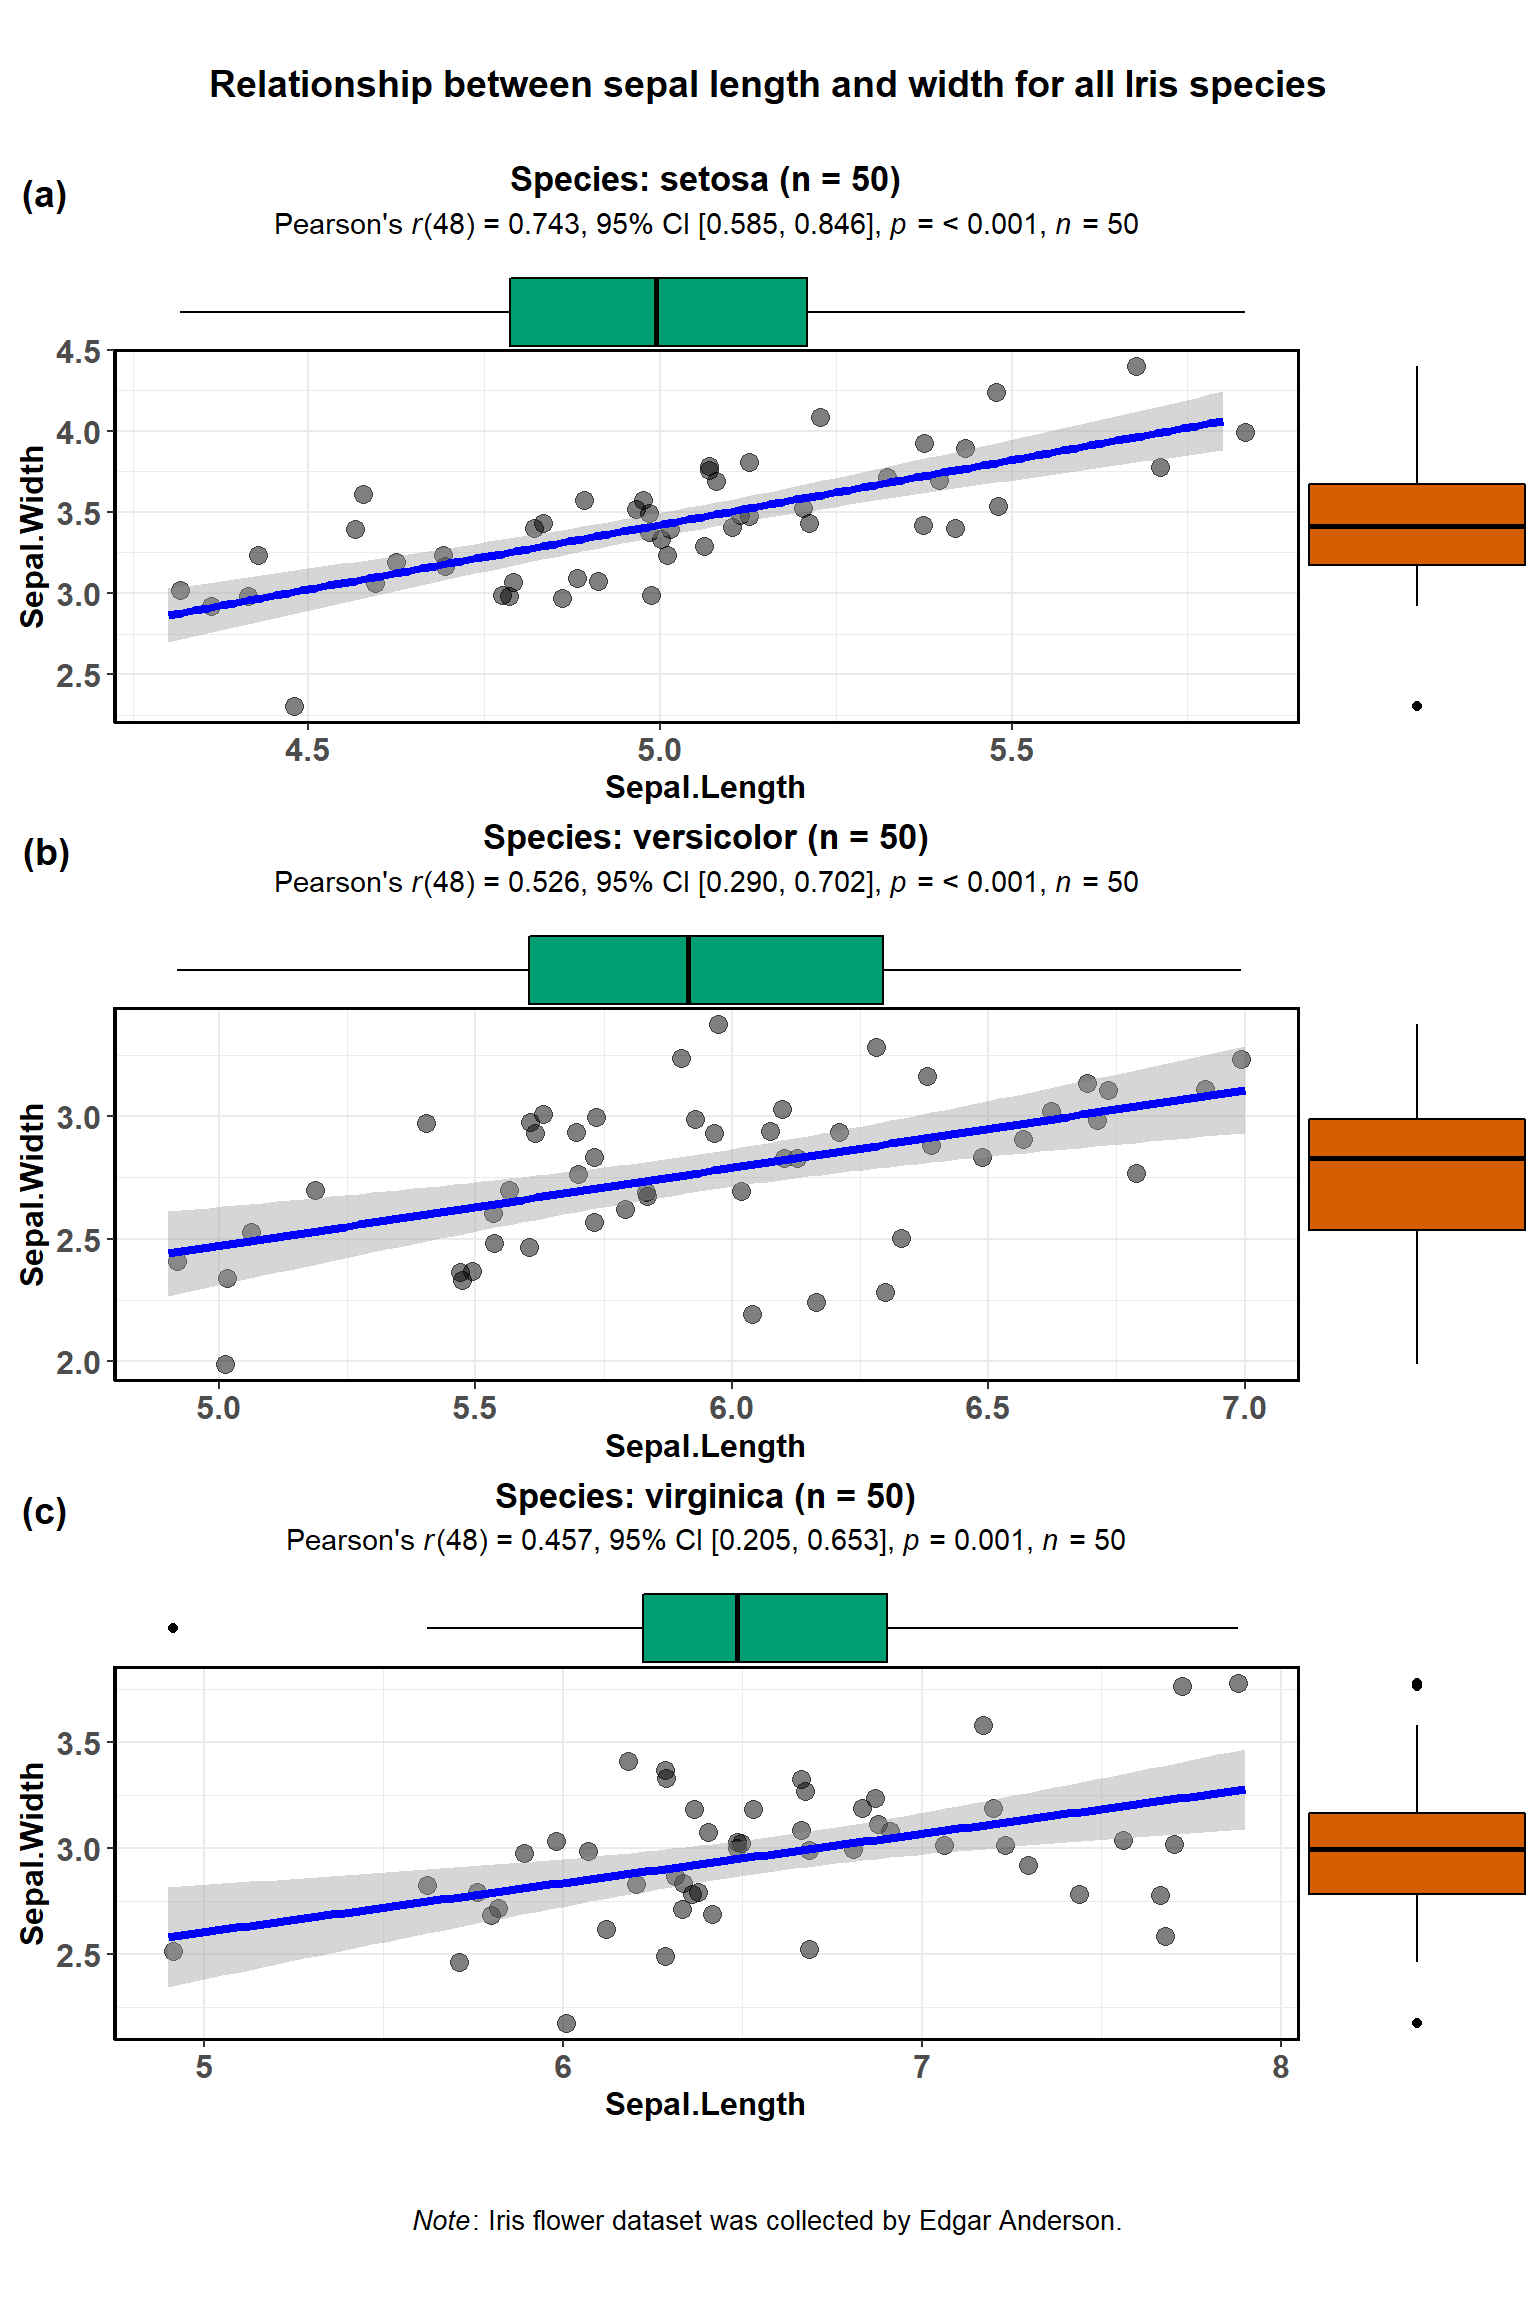 Relationship between sepal length and width for all Iris species
(a)
Species: setosa (n = 50)
Pearson's r(48) = 0.743, 95% CI [0.585, 0.846], p = < 0.001, n = 50
4.5
4.0
3.5
3.0
2.5
Sepal.Width
4.5 5.0 5.5
Sepal.Length
(b)
Species: versicolor (n = 50)
Pearson's r(48) = 0.526, 95% CI [0.290, 0.702], p = < 0.001, n = 50
3.0
2.5
2.0
Sepal.Width
5.0 5.5 6.0 6.5 7.0
Sepal.Length
(c)
Species: virginica (n = 50)
Pearson's r(48) = 0.457, 95% CI [0.205, 0.653], p = 0.001, n = 50
3.5
3.0
2.5
Sepal.Width
5 6 7 8
Sepal.Length
Note: Iris flower dataset was collected by Edgar Anderson.